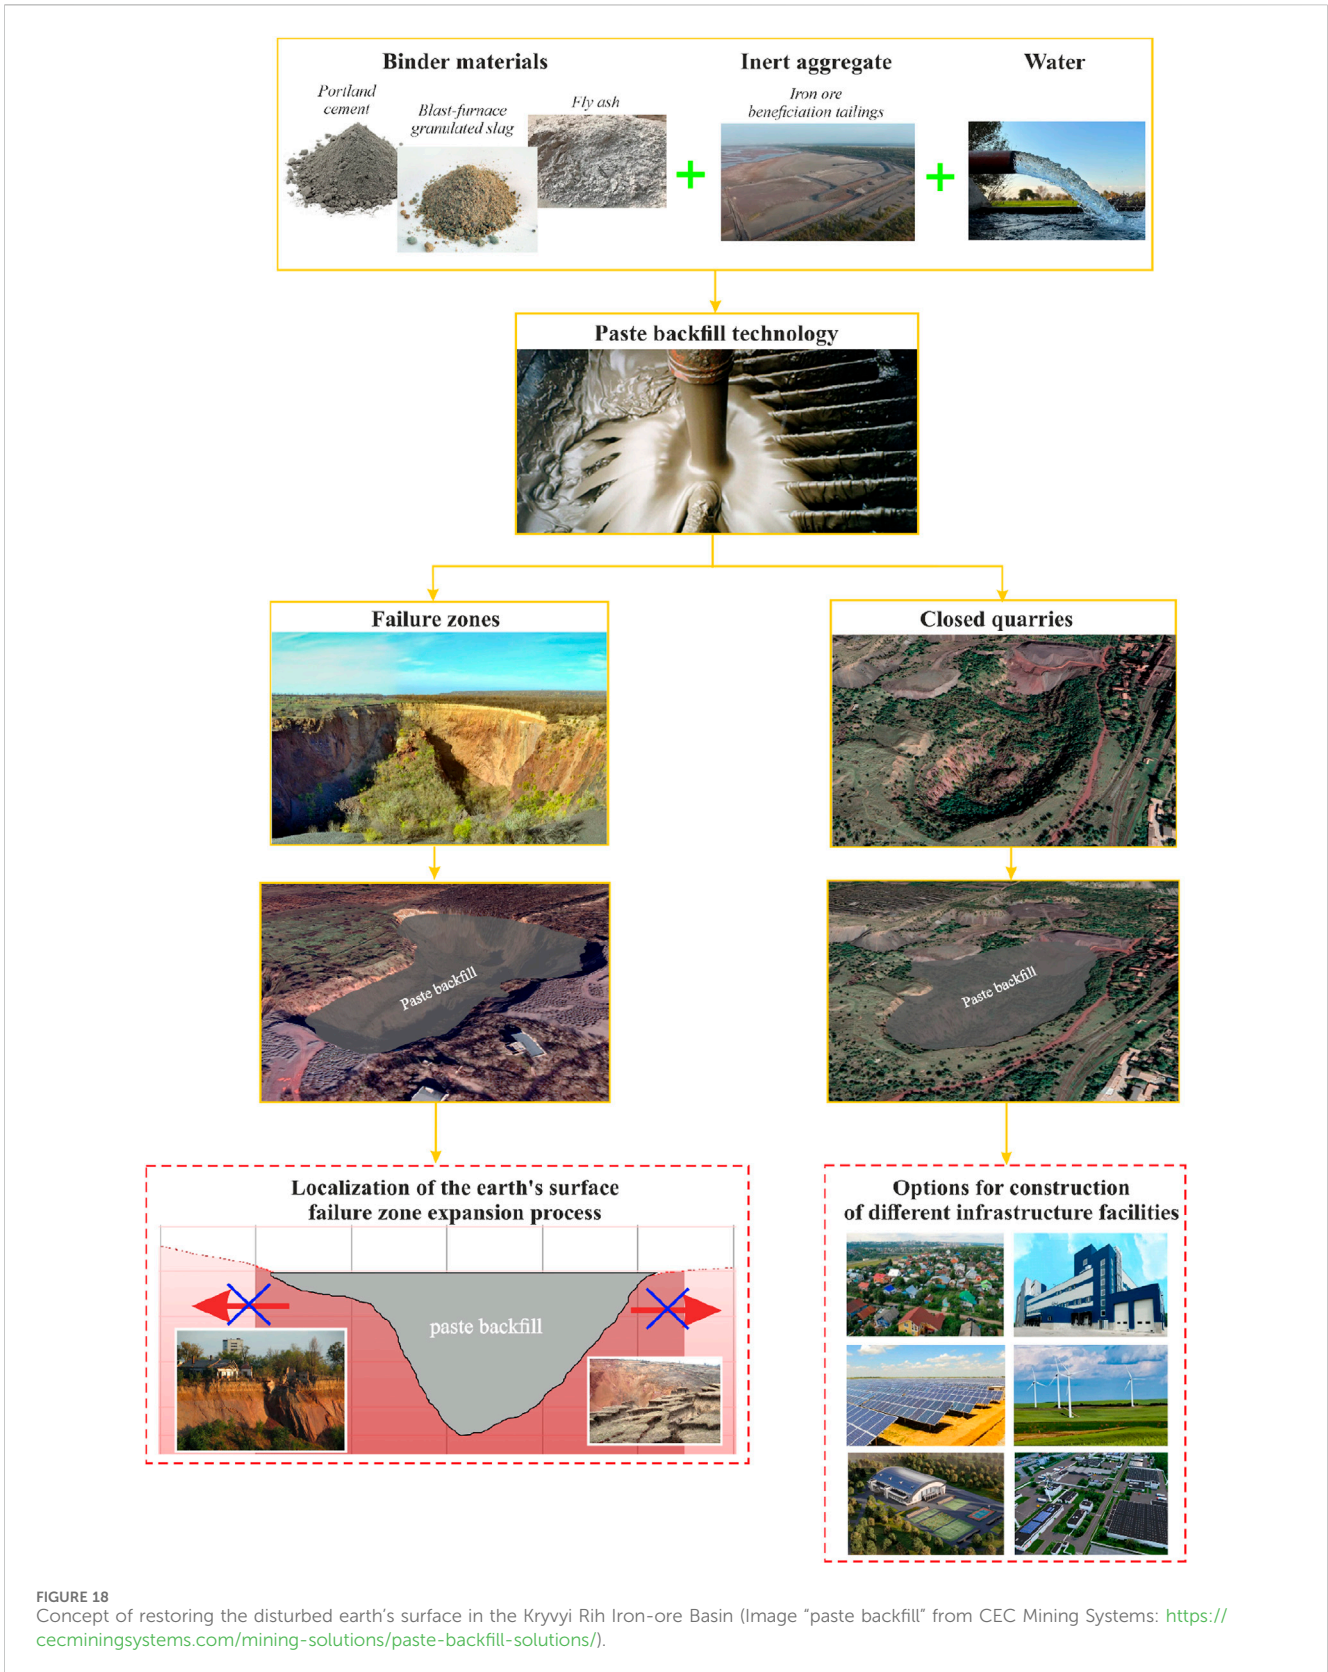 Binder materials
Inert aggregate
Water
Portland
cement
Blast-furnace
granulated slag
Fly ash
Iron ore
beneficiation tailings
Paste backfill technology
Failure zones
Closed quarries
Paste backfill
Paste backfill
Localization of the earth's surface
failure zone expansion process
paste backfill
Options for construction
of different infrastructure facilities
FIGURE 18
Concept of restoring the disturbed earth's surface in the Kryvyi Rih Iron-ore Basin (Image "paste backfill" from CEC Mining Systems: https://
cecminingsystems.com/mining-solutions/paste-backfill-solutions/).